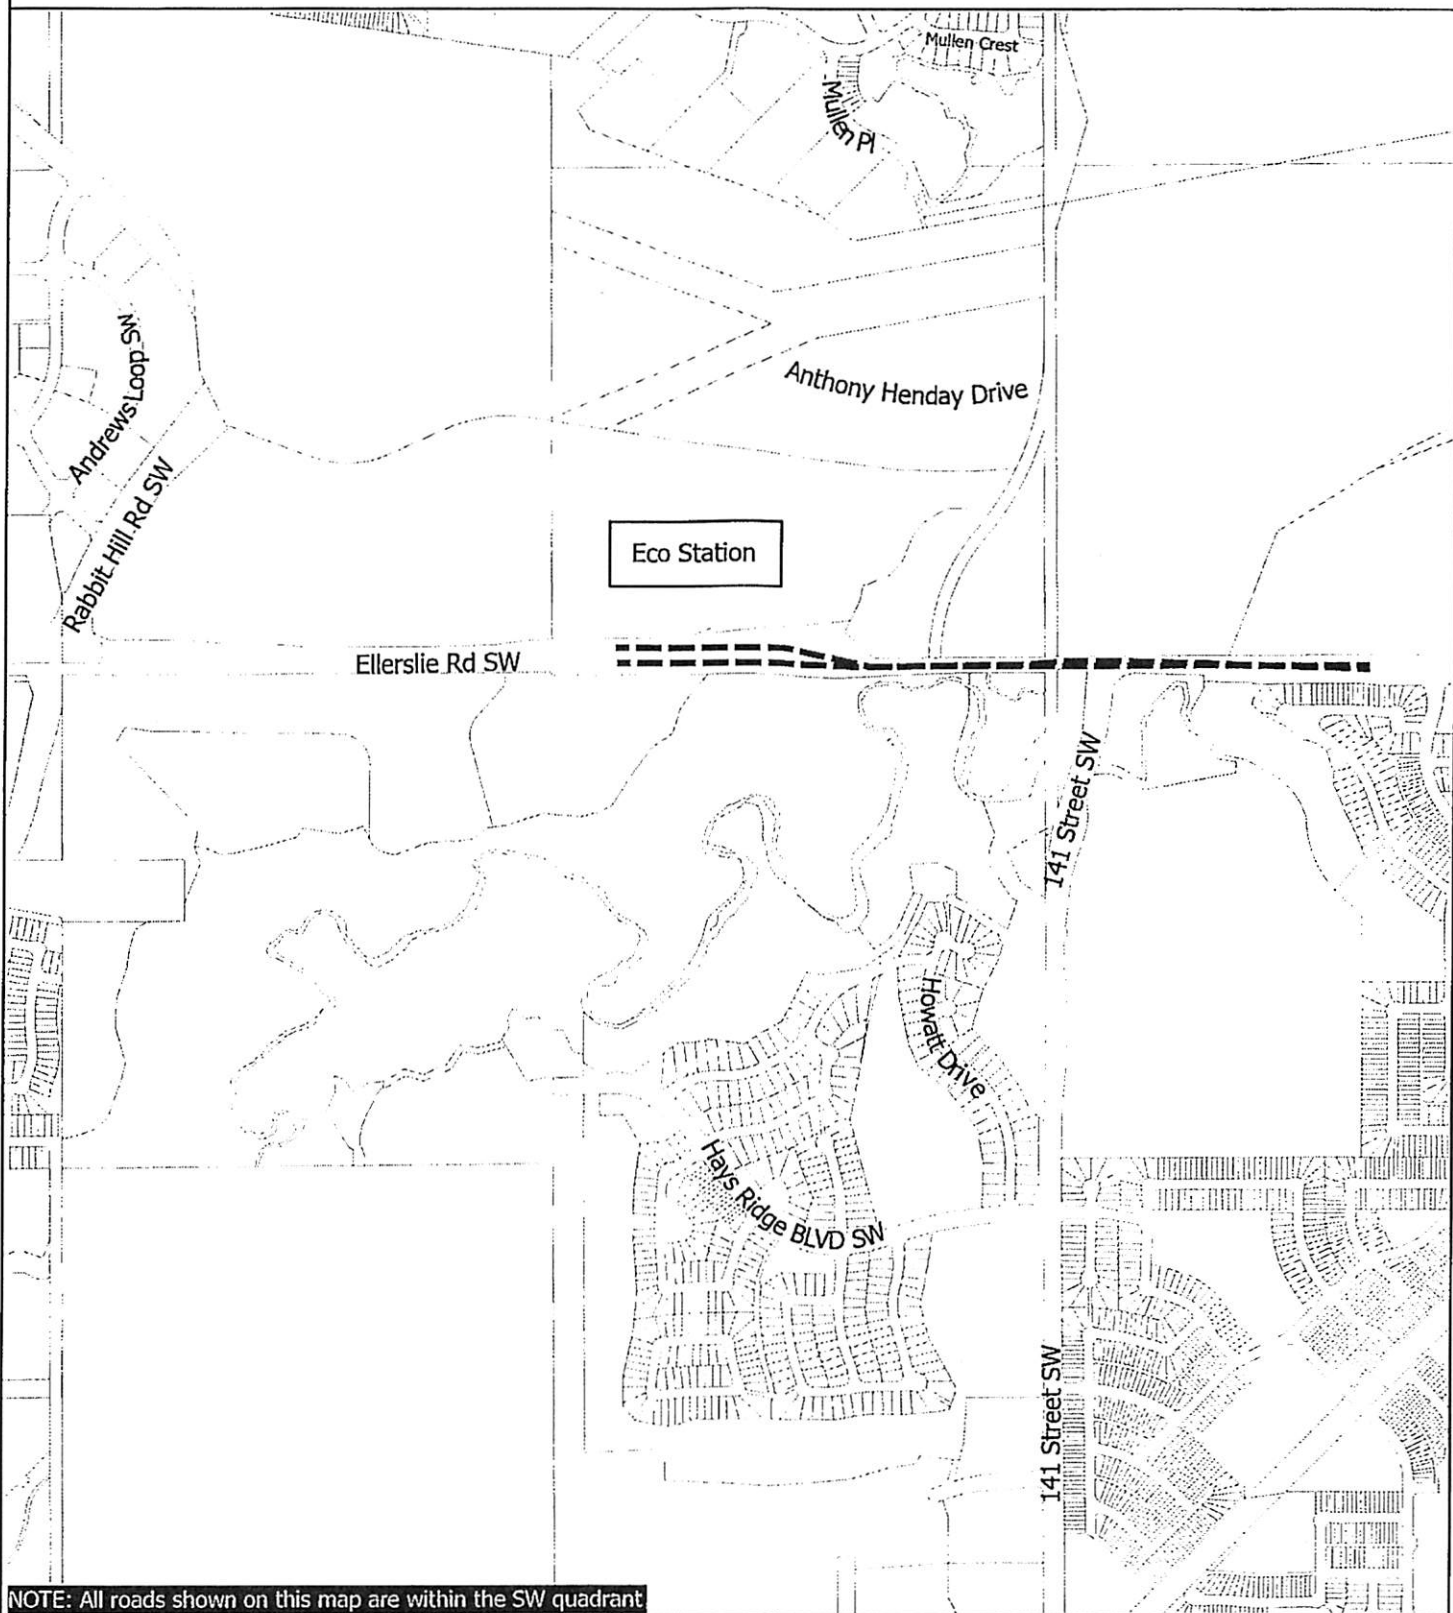 Mullen Crest
Mullen Pl
Andrews Loop SW
Anthony Henday Drive
Rabbit Hill Rd SW
Eco Station
Ellerslie Rd SW
141 Street SW
Howatt Drive
Hays Ridge BLVD SW
141 Street SW
NOTE: All roads shown on this map are within the SW quadrant